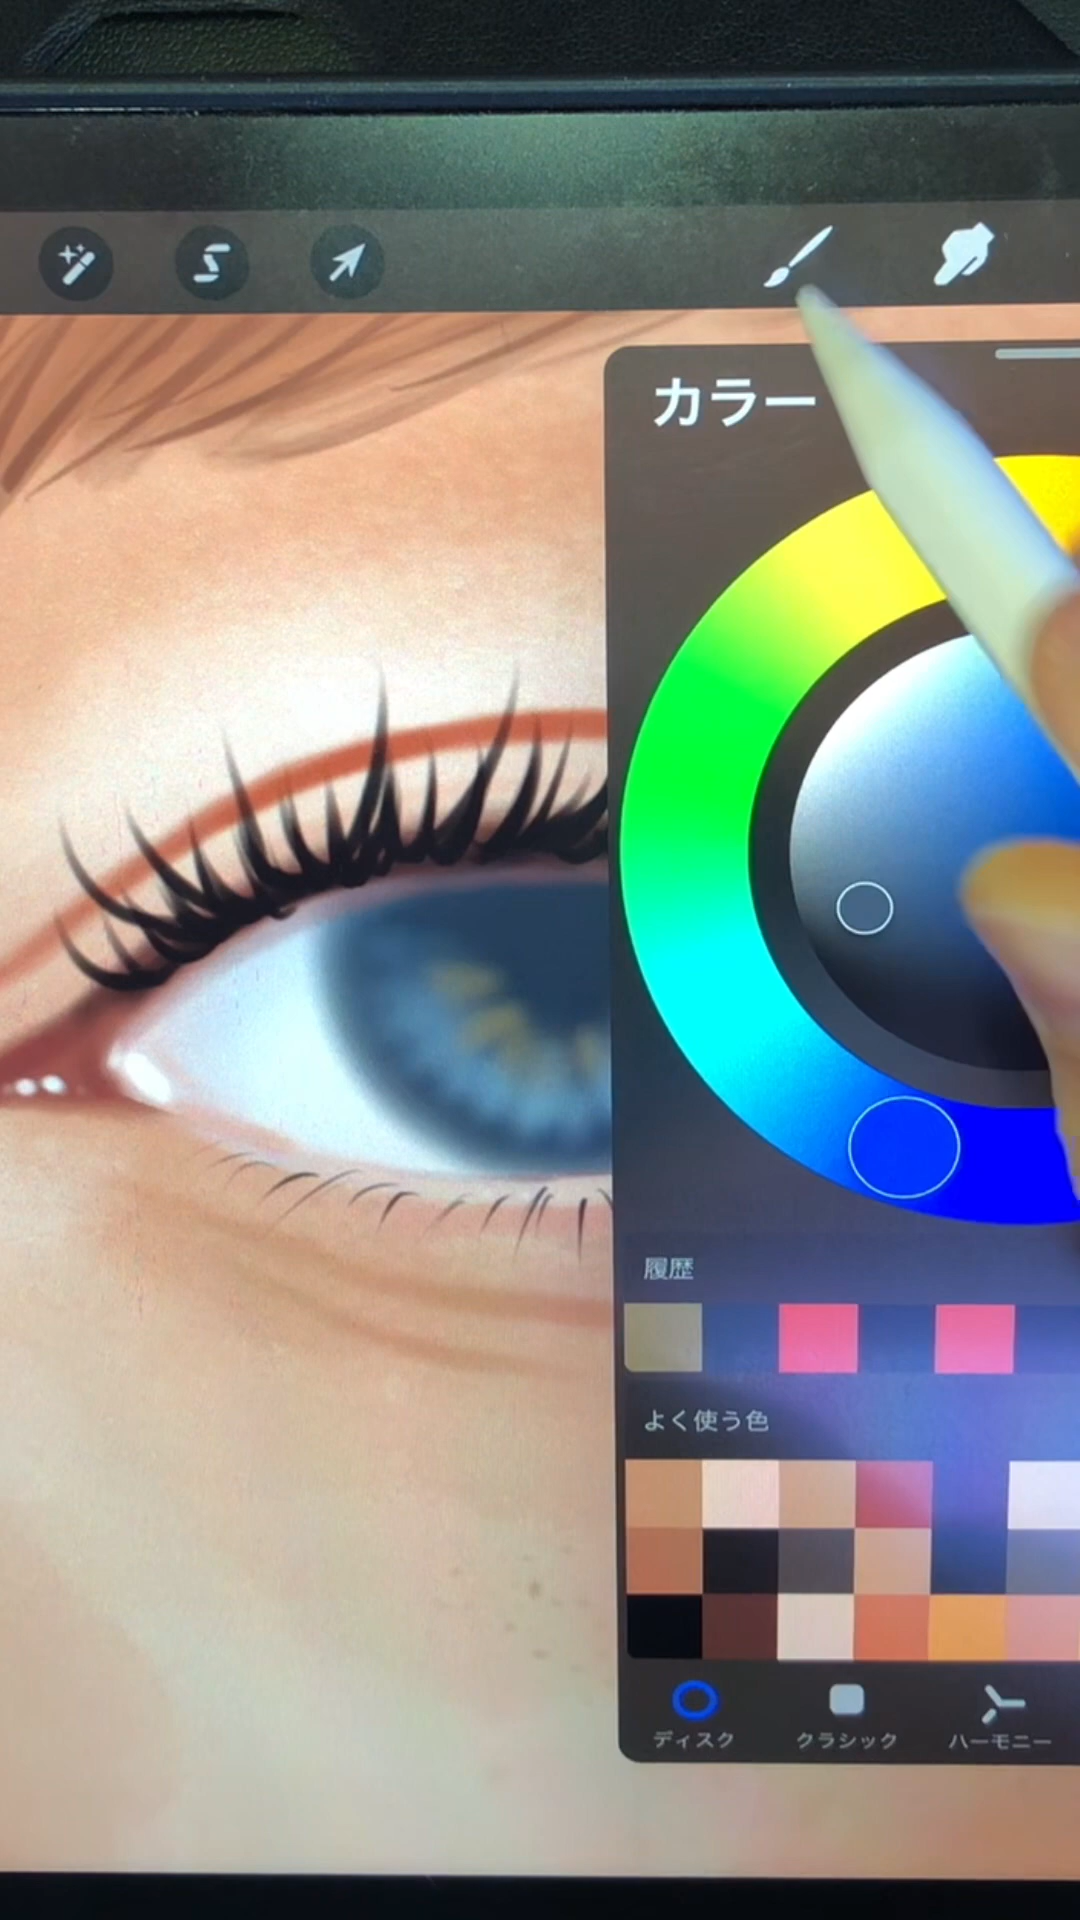 カラー
履歴
よく使う色
ディスク
クラシック
ハーモニー